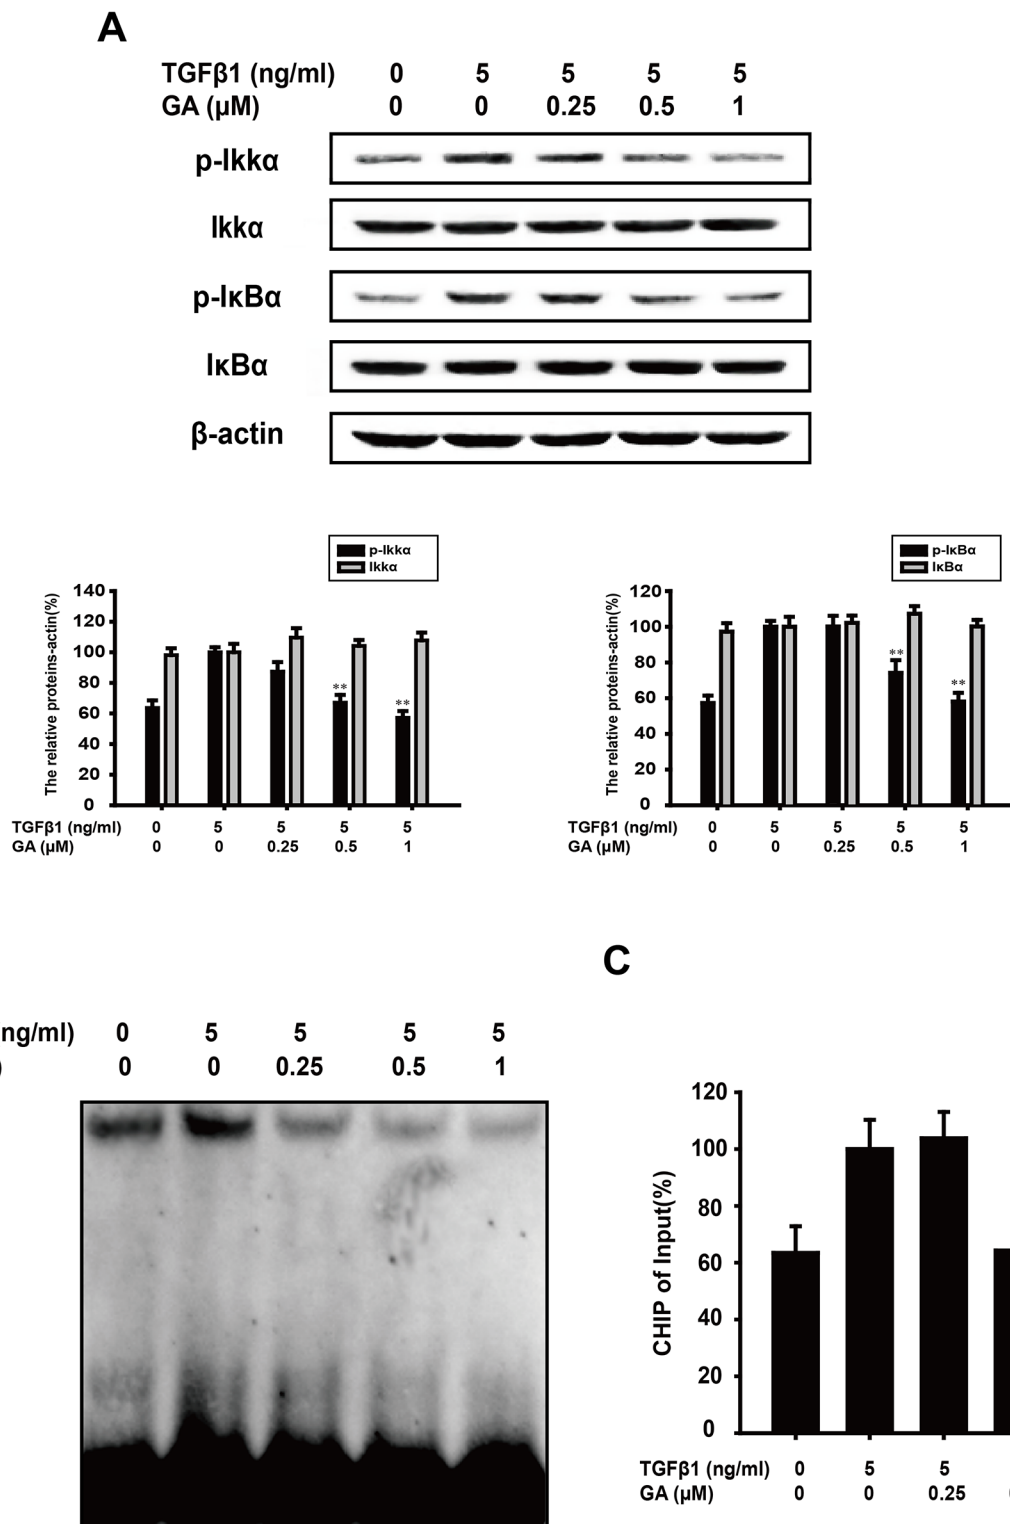 A
TGFβ1 (ng/ml) 0 5 5 5 5
GA (μM) 0 0 0.25 0.5 1
p-Ikkα
Ikkα
p-IκBα
IκBα
β-actin
p-Ikkα
Ikkα
The relative proteins-actin(%)
140
120
100
80
60
40
20
0
**
**
TGFβ1 (ng/ml) 0 5 5 5 5
GA (μM) 0 0 0.25 0.5 1
p-IκBα
IκBα
The relative proteins-actin(%)
120
100
80
60
40
20
0
**
**
TGFβ1 (ng/ml) 0 5 5 5 5
GA (μM) 0 0 0.25 0.5 1
ng/ml) 0 5 5 5 5
) 0 0 0.25 0.5 1
C
CHIP of Input(%)
120
100
80
60
40
20
0
TGFβ1 (ng/ml) 0 5 5
GA (μM) 0 0 0.25